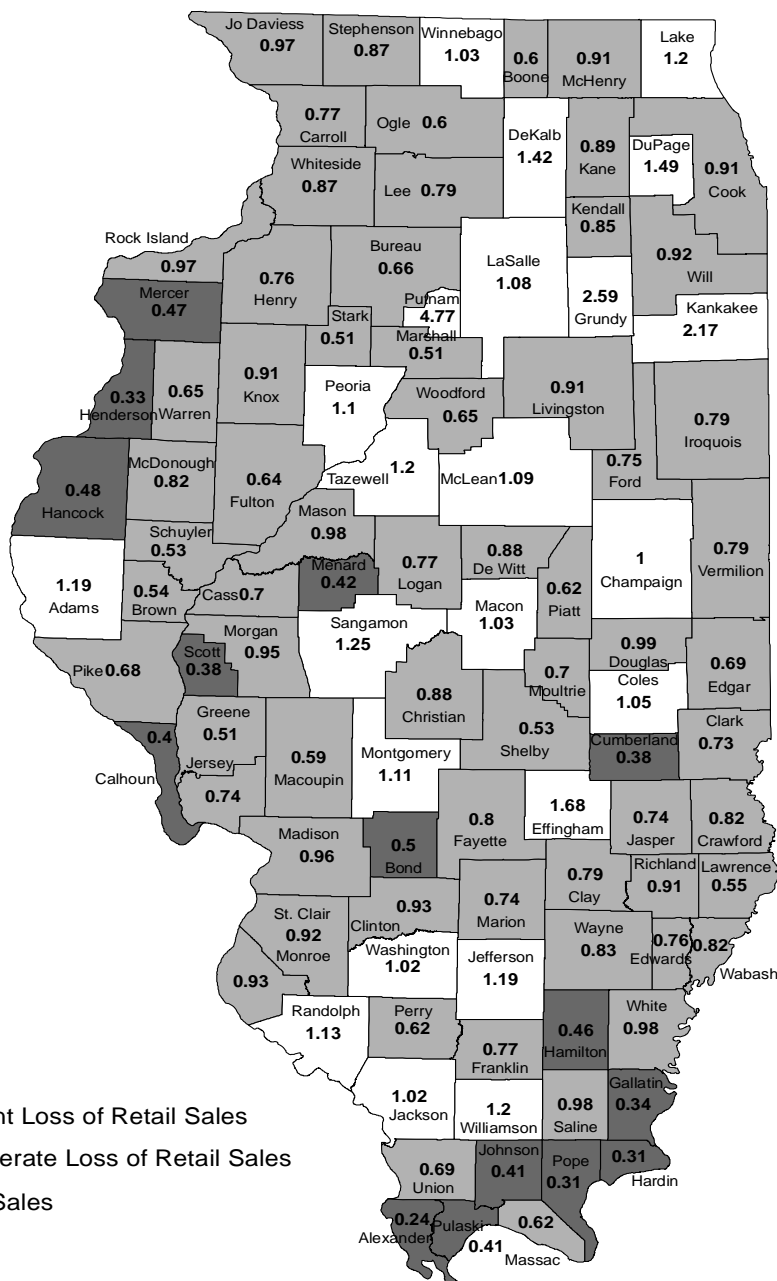 Jo Daviess
0.97
Stephenson
0.87
Winnebago
1.03
0.6
Boone
0.91
McHenry
Lake
1.2
0.77
Carroll
Ogle 0.6
DeKalb
1.42
0.89
Kane
DuPage
1.49
0.91
Cook
Whiteside
0.87
Lee 0.79
Kendall
0.85
Rock Island
0.97
0.76
Henry
Bureau
0.66
LaSalle
1.08
0.92
Will
Mercer
0.47
Putnam
4.77
2.59
Grundy
Kankakee
2.17
Stark
0.51
Marshall
0.51
0.33
Henderson
0.65
Warren
0.91
Knox
Peoria
1.1
Woodford
0.65
0.91
Livingston
0.79
Iroquois
0.48
Hancock
McDonough
0.82
0.64
Fulton
Tazewell
1.2
McLean 1.09
0.75
Ford
Mason
0.98
Schuyler
0.53
Menard
0.42
0.77
Logan
0.88
De Witt
1
Champaign
0.79
Vermilion
1.19
Adams
0.54
Brown
Cass 0.7
0.62
Piatt
Macon
1.03
Sangamon
1.25
Morgan
0.95
Scott
0.38
Pike 0.68
0.99
Douglas
0.7
Moultrie
Coles
1.05
0.69
Edgar
0.88
Christian
0.53
Shelby
Greene
0.51
0.4
Calhoun
Jersey
0.74
0.59
Macoupin
Montgomery
1.11
Cumberland
0.38
Clark
0.73
Madison
0.96
0.5
Bond
0.8
Fayette
1.68
Effingham
0.74
Jasper
0.82
Crawford
0.79
Clay
Richland
0.91
Lawrence
0.55
St. Clair
0.92
Monroe
0.93
0.93
Clinton
0.74
Marion
Washington
1.02
Jefferson
1.19
Wayne
0.83
0.76
Edwards
0.82
Wabash
Randolph
1.13
Perry
0.62
0.77
Franklin
0.46
Hamilton
White
0.98
1.02
Jackson
1.2
Williamson
0.98
Saline
Gallatin
0.34
0.69
Union
Johnson
0.41
Pope
0.31
0.31
Hardin
0.24
Alexander
Pulaski
0.41
0.62
Massac
nt Loss of Retail Sales
erate Loss of Retail Sales
Sales